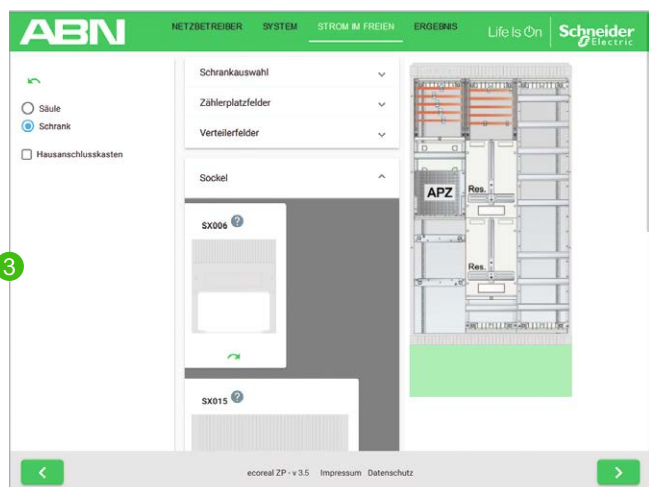 ABN
NETZBETREIBER SYSTEM STROM IM FREIEN ERGEBNIS
Life Is On Schneider Electric
Säule
Schrank
Hausanschlusskasten
3
Schrankauswahl
Zählerplatzfelder
Verteilerfelder
Sockel
SX006 ?
SX015 ?
APZ
Res.
Res.
ecoreal ZP - v 3.5 Impressum Datenschutz